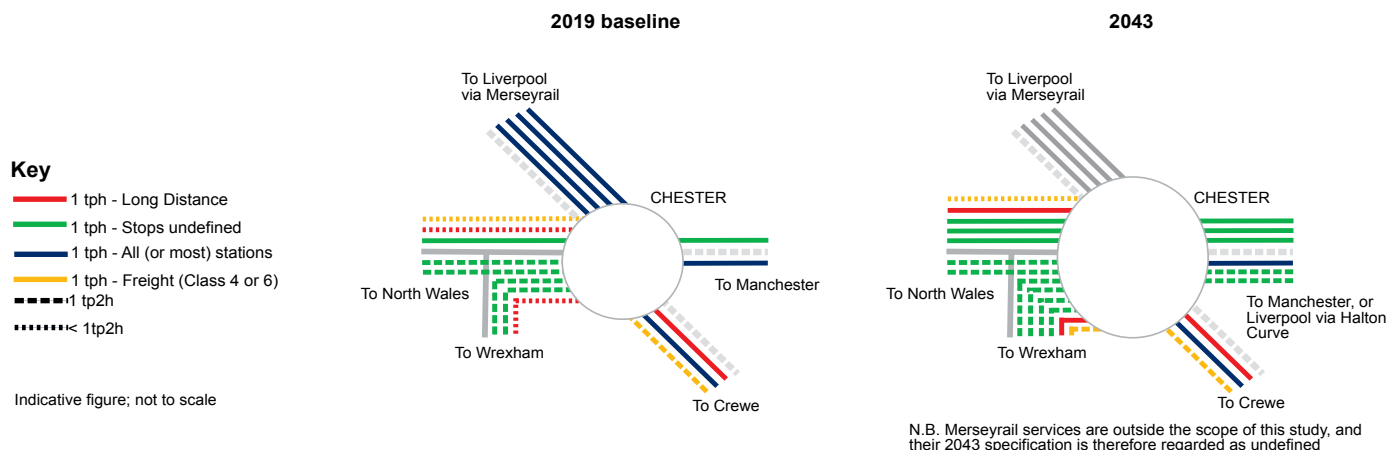 2019 baseline
2043
To Liverpool
via Merseyrail
To Liverpool
via Merseyrail
Key
1 tph - Long Distance
1 tph - Stops undefined
1 tph - All (or most) stations
1 tph - Freight (Class 4 or 6)
1 tp2h
< 1tp2h
Indicative figure; not to scale
CHESTER
To North Wales
To Manchester
To Wrexham
To Crewe
CHESTER
To North Wales
To Manchester, or
Liverpool via Halton
Curve
To Wrexham
To Crewe
N.B. Merseyrail services are outside the scope of this study, and
their 2043 specification is therefore regarded as undefined